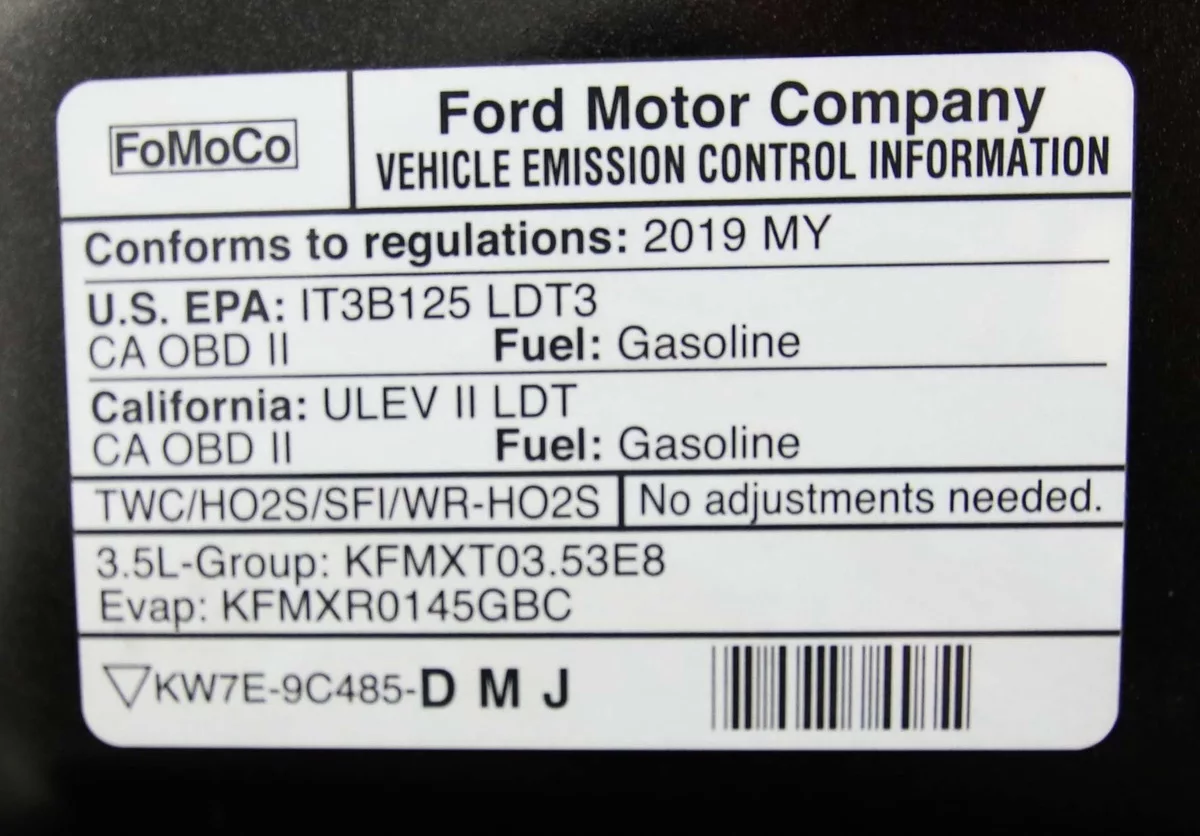 FoMoCo
Ford Motor Company
VEHICLE EMISSION CONTROL INFORMATION
Conforms to regulations: 2019 MY
U.S. EPA: IT3B125 LDT3
CA OBD II Fuel: Gasoline
California: ULEV II LDT
CA OBD II Fuel: Gasoline
TWC/HO2S/SFI/WR-HO2S No adjustments needed.
3.5L-Group: KFMXT03.53E8
Evap: KFMXR0145GBC
KW7E-9C485-D M J